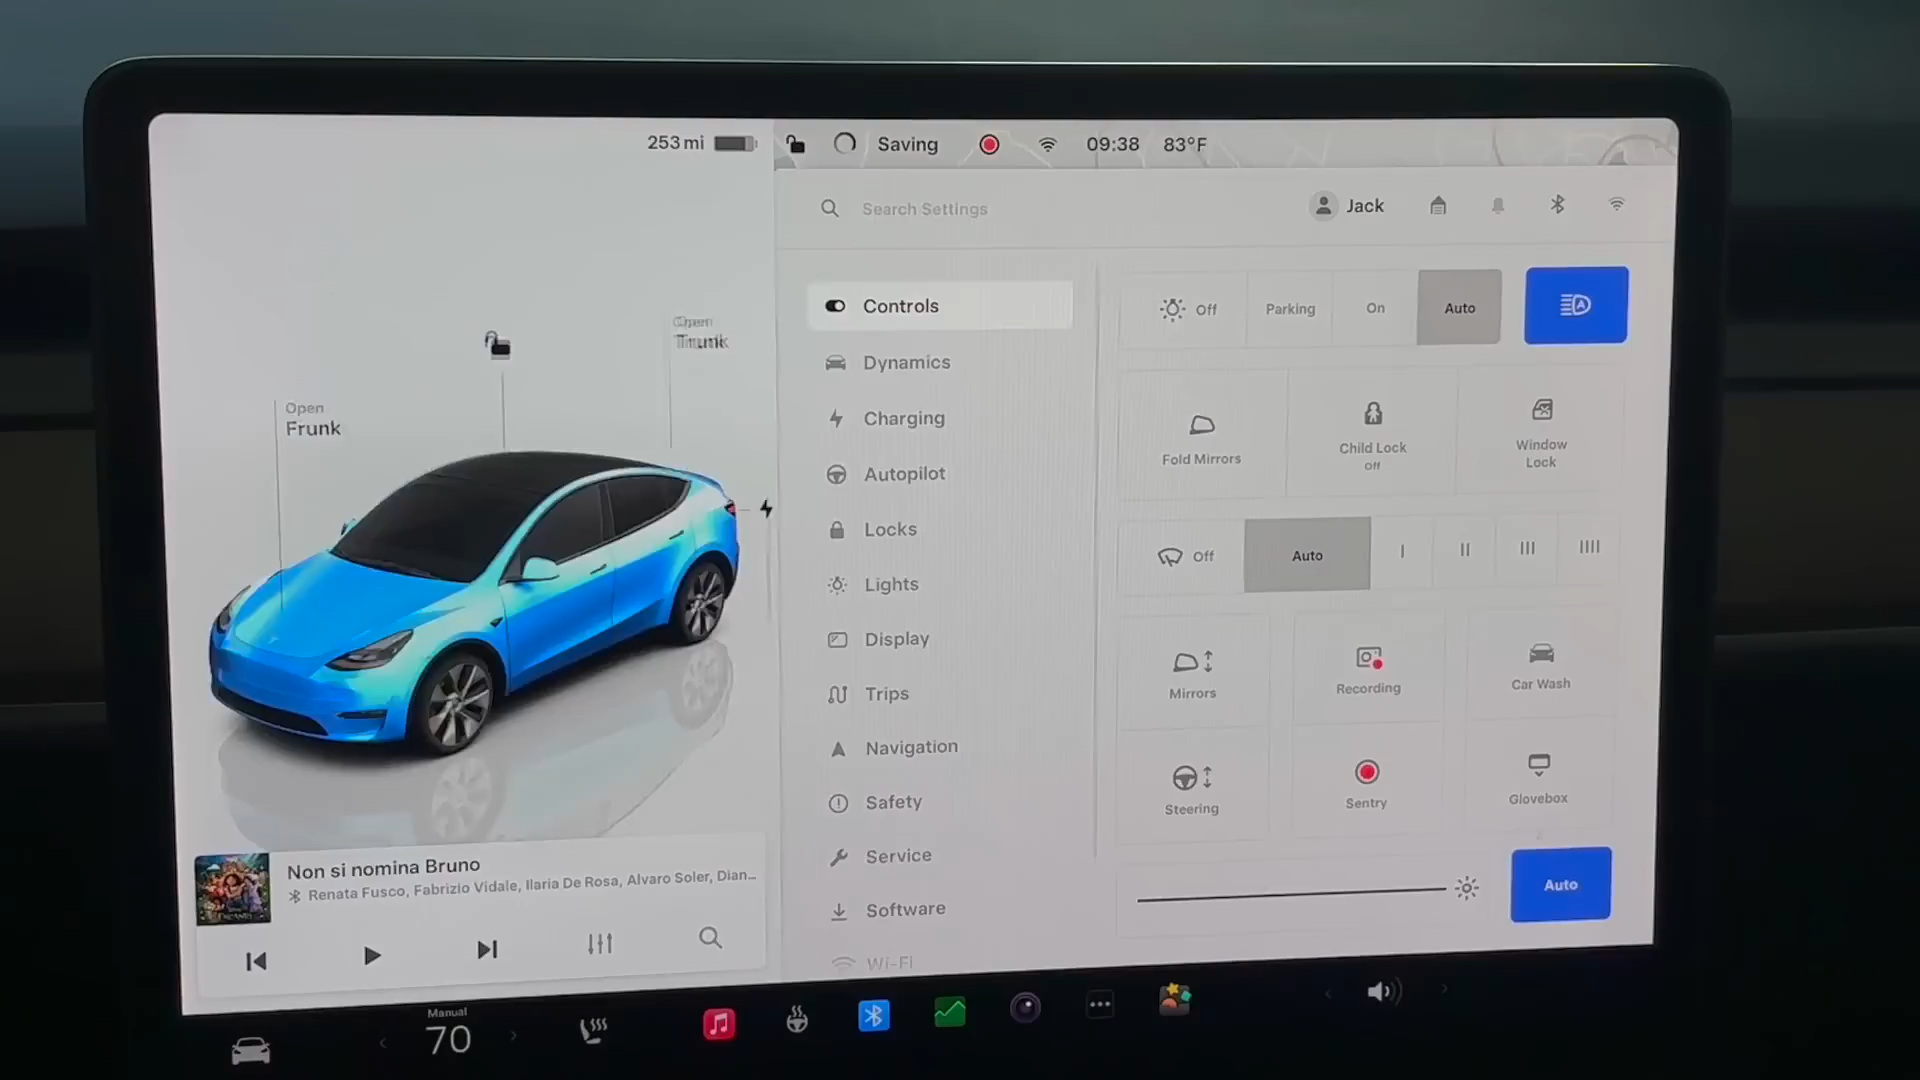 253 mi
Saving
09:38
83°F
Search Settings
Jack
Controls
Dynamics
Charging
Autopilot
Locks
Lights
Display
Trips
Navigation
Safety
Service
Software
Wi-Fi
Off
Parking
On
Auto
Fold Mirrors
Child Lock
Off
Window
Lock
Off
Auto
I
II
III
IIII
Mirrors
Recording
Car Wash
Steering
Sentry
Glovebox
Auto
Open
Trunk
Open
Frunk
Non si nomina Bruno
Renata Fusco, Fabrizio Vidale, Ilaria De Rosa, Alvaro Soler, Dian...
ENCANTO
Manual
70